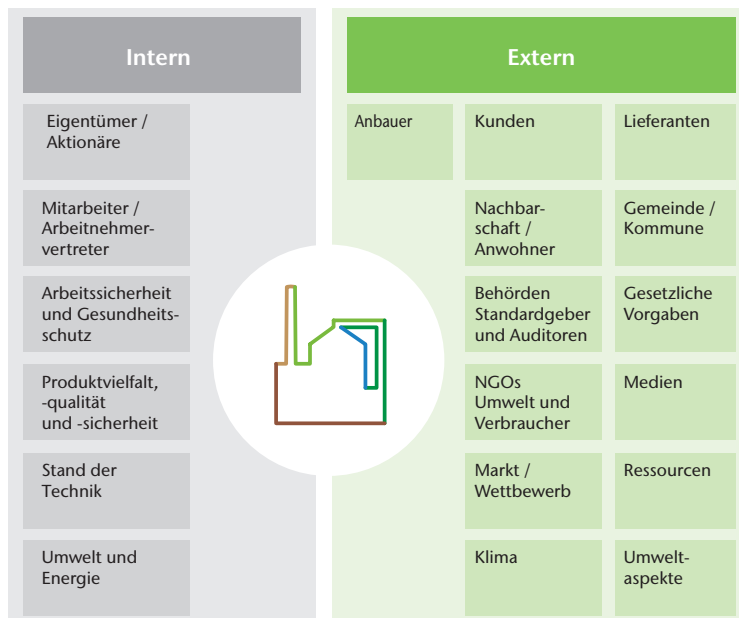 Intern
Eigentümer /
Aktionäre
Mitarbeiter /
Arbeitnehmer-
vertreter
Arbeitssicherheit
und Gesundheits-
schutz
Produktvielfalt,
-qualität
und -sicherheit
Stand der
Technik
Umwelt und
Energie
Extern
Anbauer
Kunden
Lieferanten
Nachbar-
schaft /
Anwohner
Gemeinde /
Kommune
Behörden
Standardgeber
und Auditoren
Gesetzliche
Vorgaben
NGOs
Umwelt und
Verbraucher
Medien
Markt /
Wettbewerb
Ressourcen
Klima
Umwelt-
aspekte